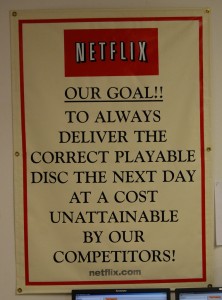 NETFLIX
OUR GOAL!!
TO ALWAYS
DELIVER THE
CORRECT PLAYABLE
DISC THE NEXT DAY
AT A COST
UNATTAINABLE
BY OUR
COMPETITORS!
netflix.com